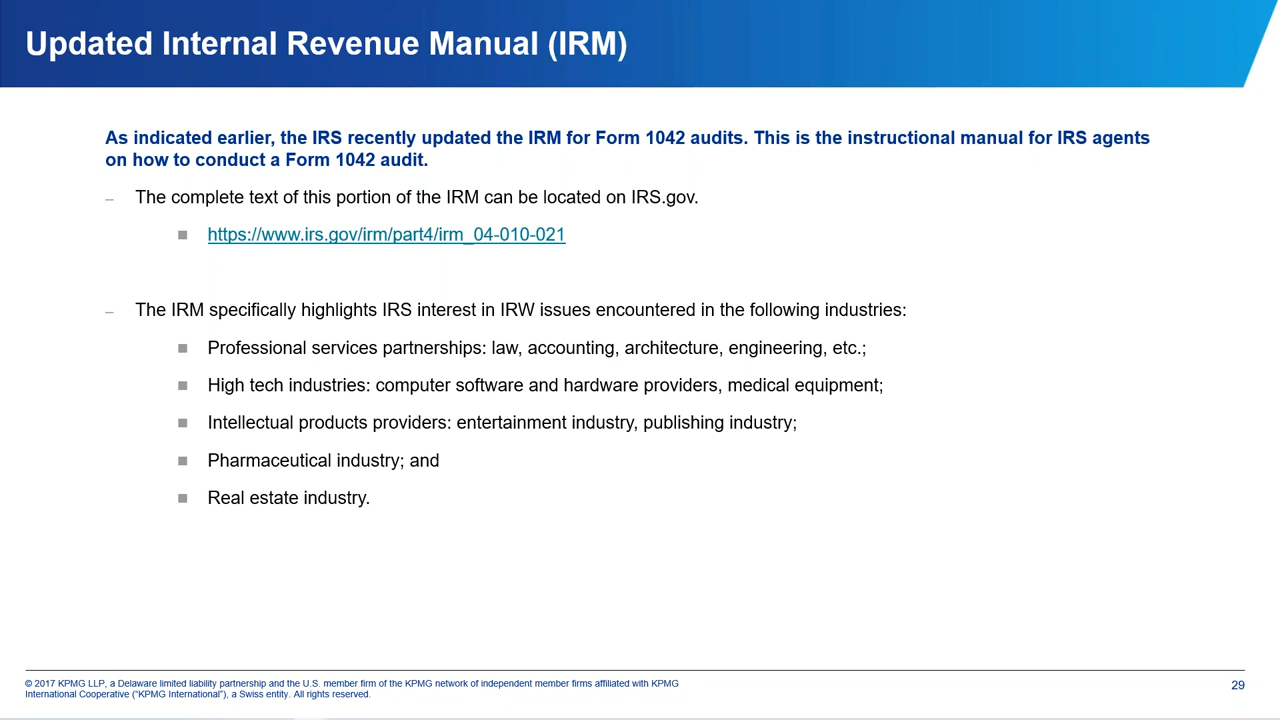 Updated Internal Revenue Manual (IRM)
As indicated earlier, the IRS recently updated the IRM for Form 1042 audits. This is the instructional manual for IRS agents
on how to conduct a Form 1042 audit.
– The complete text of this portion of the IRM can be located on IRS.gov.
■ https://www.irs.gov/irm/part4/irm_04-010-021
– The IRM specifically highlights IRS interest in IRW issues encountered in the following industries:
■ Professional services partnerships: law, accounting, architecture, engineering, etc.;
■ High tech industries: computer software and hardware providers, medical equipment;
■ Intellectual products providers: entertainment industry, publishing industry;
■ Pharmaceutical industry; and
■ Real estate industry.
© 2017 KPMG LLP, a Delaware limited liability partnership and the U.S. member firm of the KPMG network of independent member firms affiliated with KPMG
International Cooperative (“KPMG International”), a Swiss entity. All rights reserved.
29